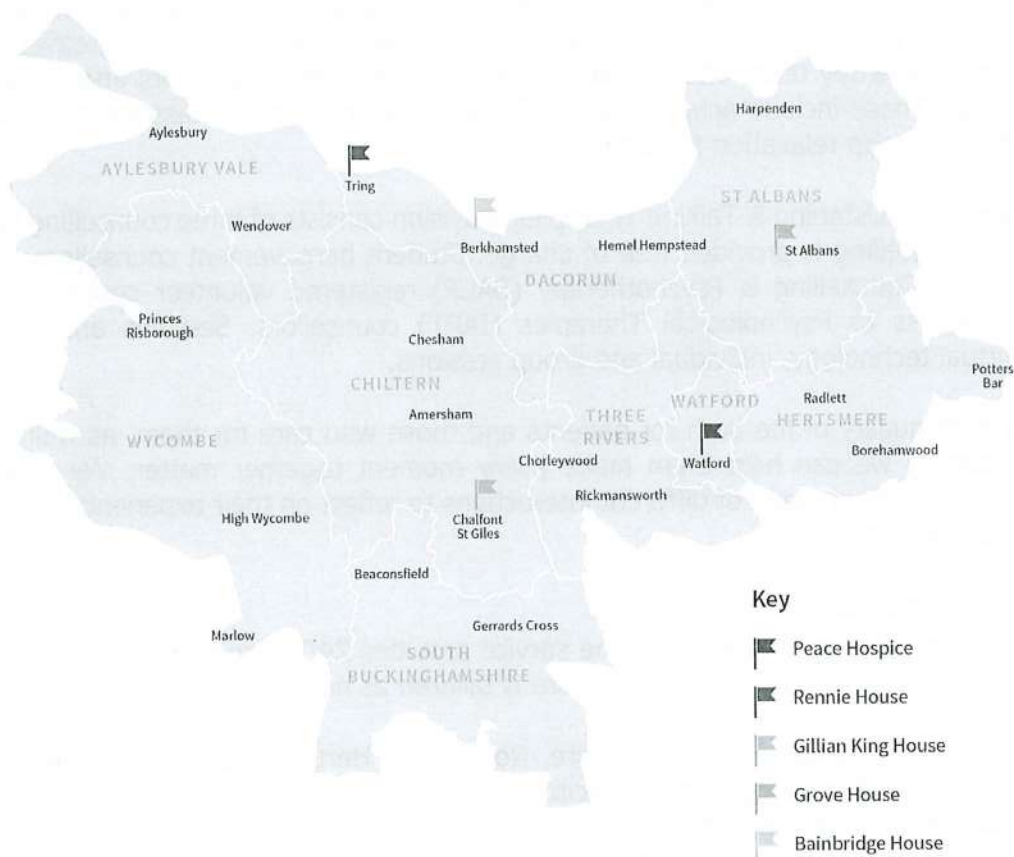 Harpenden
Aylesbury
AYLESBURY VALE
Tring
ST ALBANS
Wendover
Berkhamsted
Hemel Hempstead
St Albans
DACORUM
Princes
Risborough
Chesham
Potters
Bar
CHILTERN
Radlett
WATFORD
Amersham
THREE
RIVERS
HERTSMERE
WYCOMBE
Borehamwood
Chorleywood
Watford
Rickmansworth
High Wycombe
Chalfont
St Giles
Beaconsfield
Gerrards Cross
Marlow
SOUTH
BUCKINGHAMSHIRE
Key
Peace Hospice
Rennie House
Gillian King House
Grove House
Bainbridge House